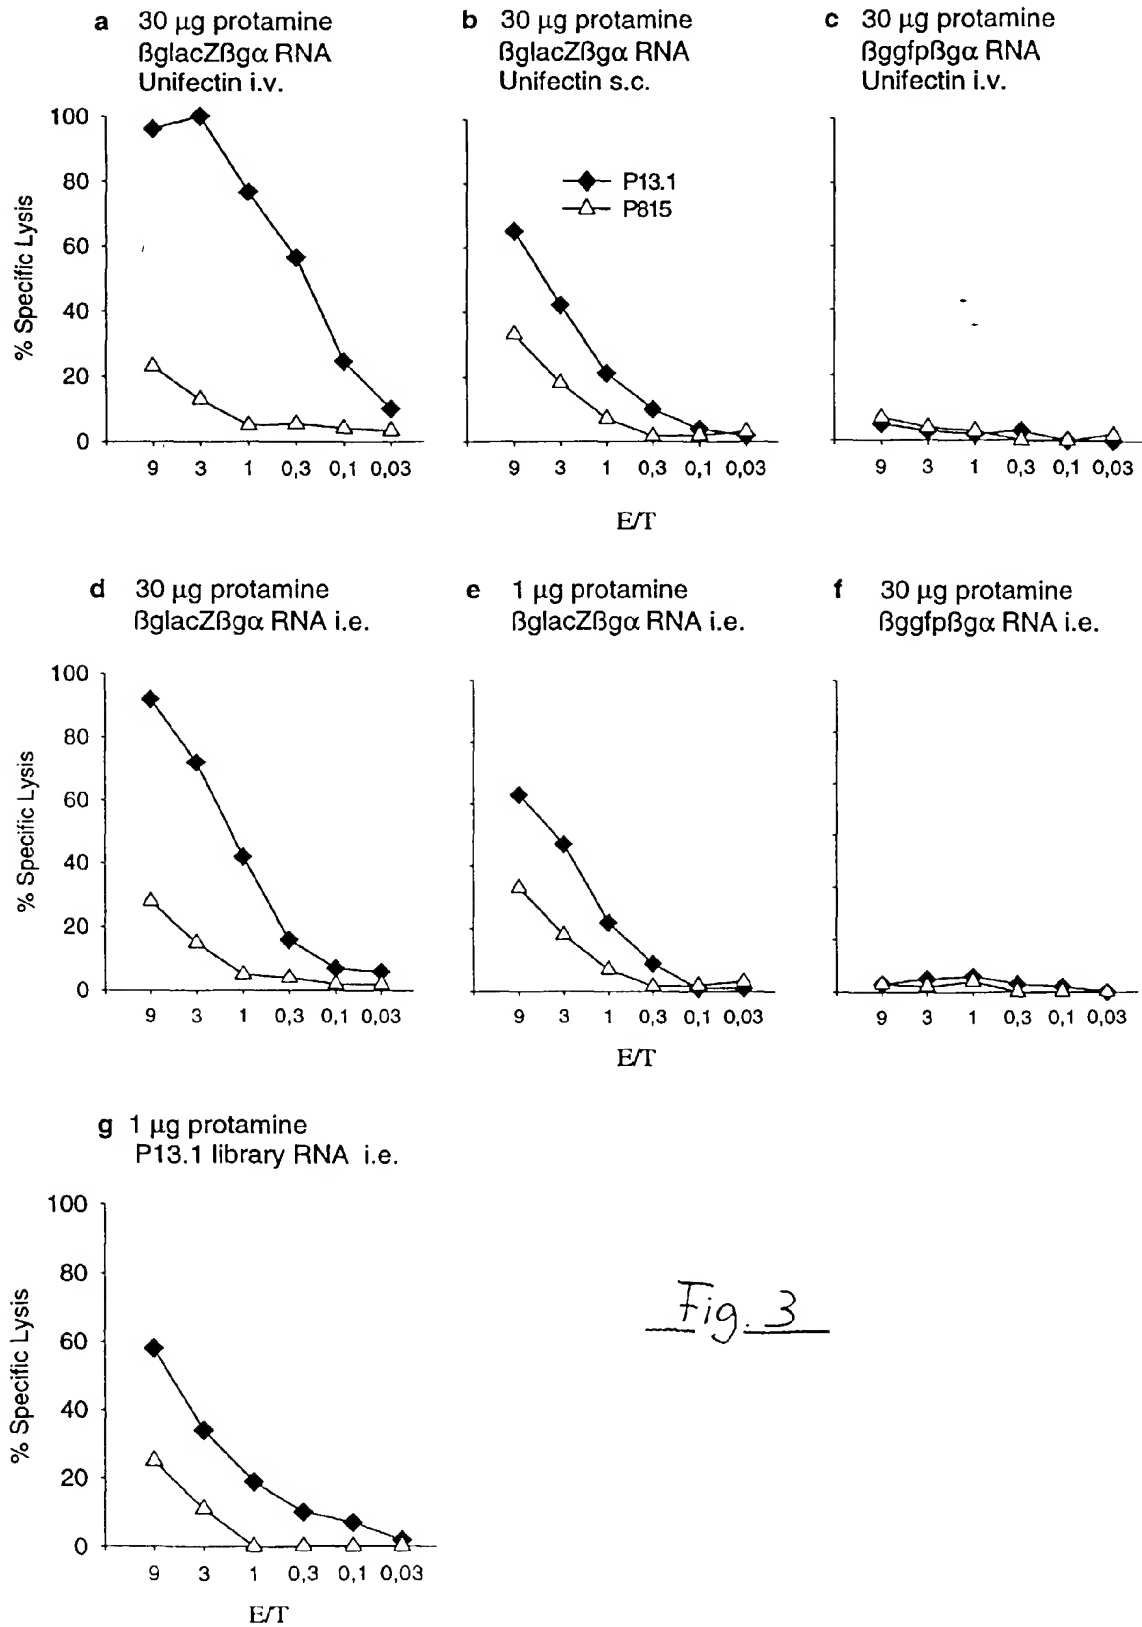 a 30 µg protamine
ßglacZßgα RNA
Unifectin i.v.
b 30 µg protamine
ßglacZßgα RNA
Unifectin s.c.
c 30 µg protamine
ßggfpßgα RNA
Unifectin i.v.
% Specific Lysis
100
80
60
40
20
0
9 3 1 0,3 0,1 0,03
P13.1
P815
9 3 1 0,3 0,1 0,03
9 3 1 0,3 0,1 0,03
E/T
d 30 µg protamine
ßglacZßgα RNA i.e.
e 1 µg protamine
ßglacZßgα RNA i.e.
f 30 µg protamine
ßggfpßgα RNA i.e.
% Specific Lysis
100
80
60
40
20
0
9 3 1 0,3 0,1 0,03
9 3 1 0,3 0,1 0,03
9 3 1 0,3 0,1 0,03
E/T
g 1 µg protamine
P13.1 library RNA i.e.
% Specific Lysis
100
80
60
40
20
0
9 3 1 0,3 0,1 0,03
E/T
Fig. 3